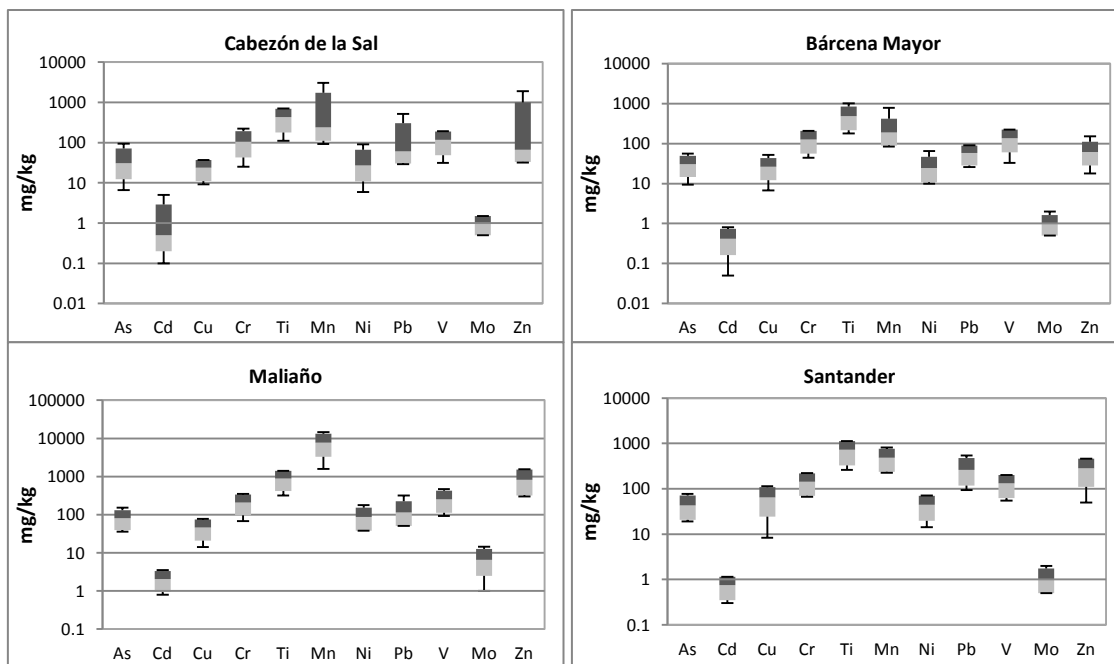 Cabezón de la Sal
mg/kg
10000
1000
100
10
1
0.1
0.01
As Cd Cu Cr Ti Mn Ni Pb V Mo Zn
Bárcena Mayor
mg/kg
10000
1000
100
10
1
0.1
0.01
As Cd Cu Cr Ti Mn Ni Pb V Mo Zn
Maliaño
mg/kg
100000
10000
1000
100
10
1
0.1
As Cd Cu Cr Ti Mn Ni Pb V Mo Zn
Santander
mg/kg
10000
1000
100
10
1
0.1
As Cd Cu Cr Ti Mn Ni Pb V Mo Zn